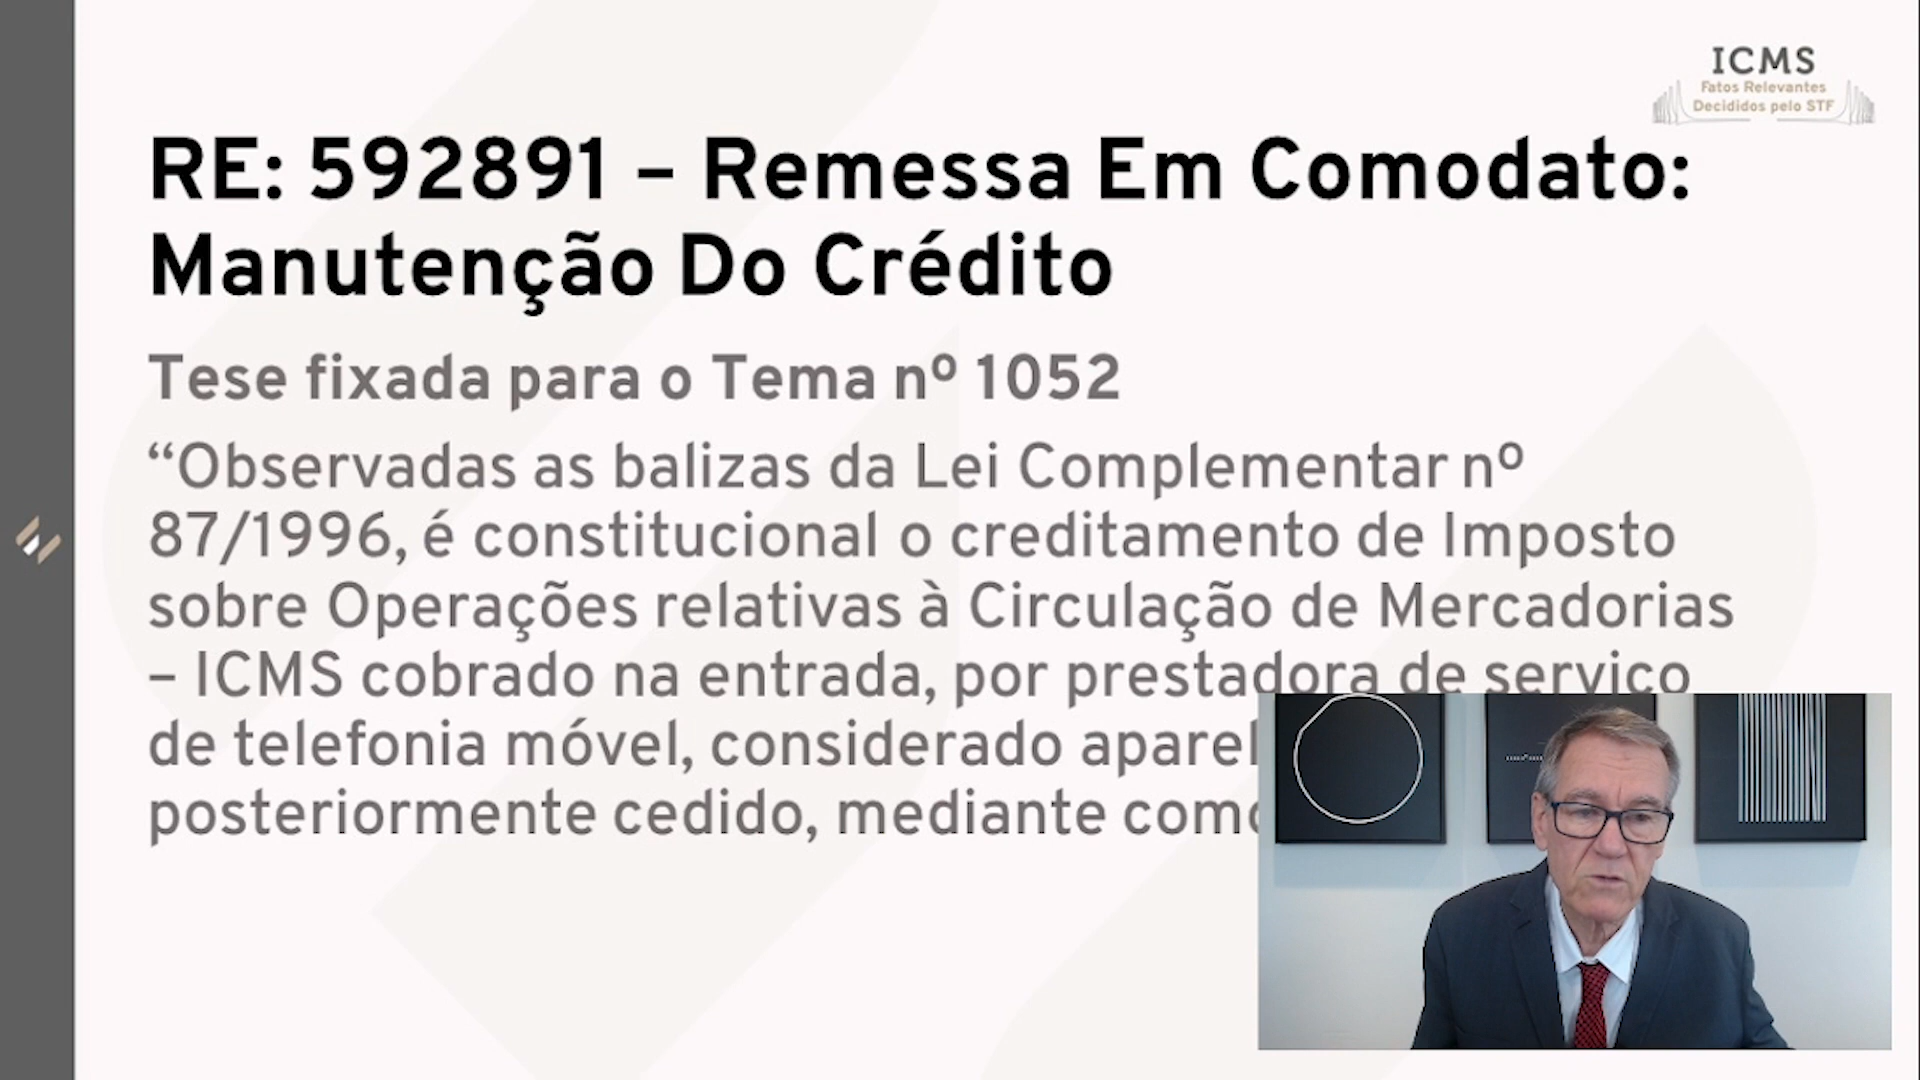 ICMS
Fatos Relevantes
Decididos pelo STF
RE: 592891 – Remessa Em Comodato:
Manutenção Do Crédito
Tese fixada para o Tema nº 1052
“Observadas as balizas da Lei Complementar nº
87/1996, é constitucional o creditamento de Imposto
sobre Operações relativas à Circulação de Mercadorias
– ICMS cobrado na entrada, por prestadora de serviço
de telefonia móvel, considerado
posteriormente cedido, mediante